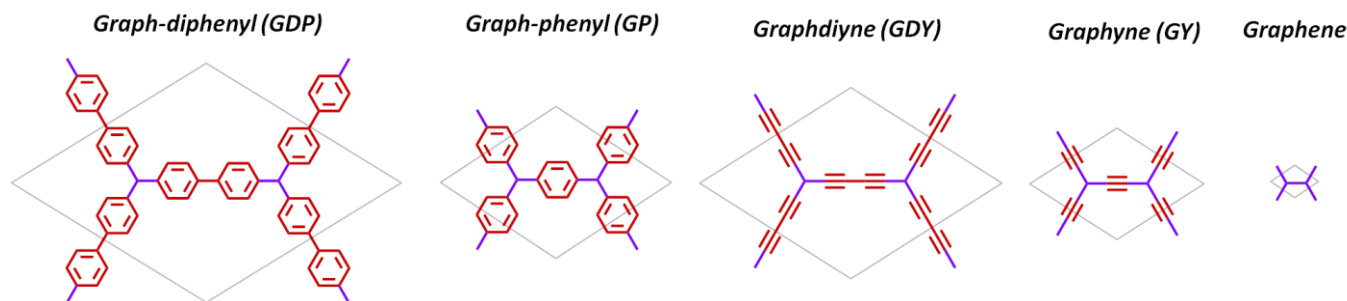 Graph-diphenyl (GDP)
Graph-phenyl (GP)
Graphdiyne (GDY)
Graphyne (GY)
Graphene